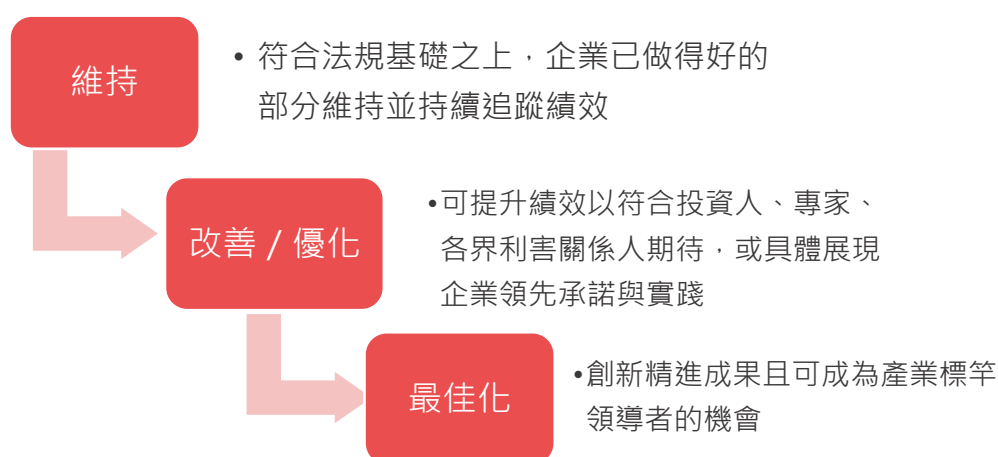 維持
• 符合法規基礎之上，企業已做得好的
部分維持並持續追蹤績效
改善 / 優化
•可提升績效以符合投資人、專家、
各界利害關係人期待，或具體展現
企業領先承諾與實踐
最佳化
•創新精進成果且可成為產業標竿
領導者的機會